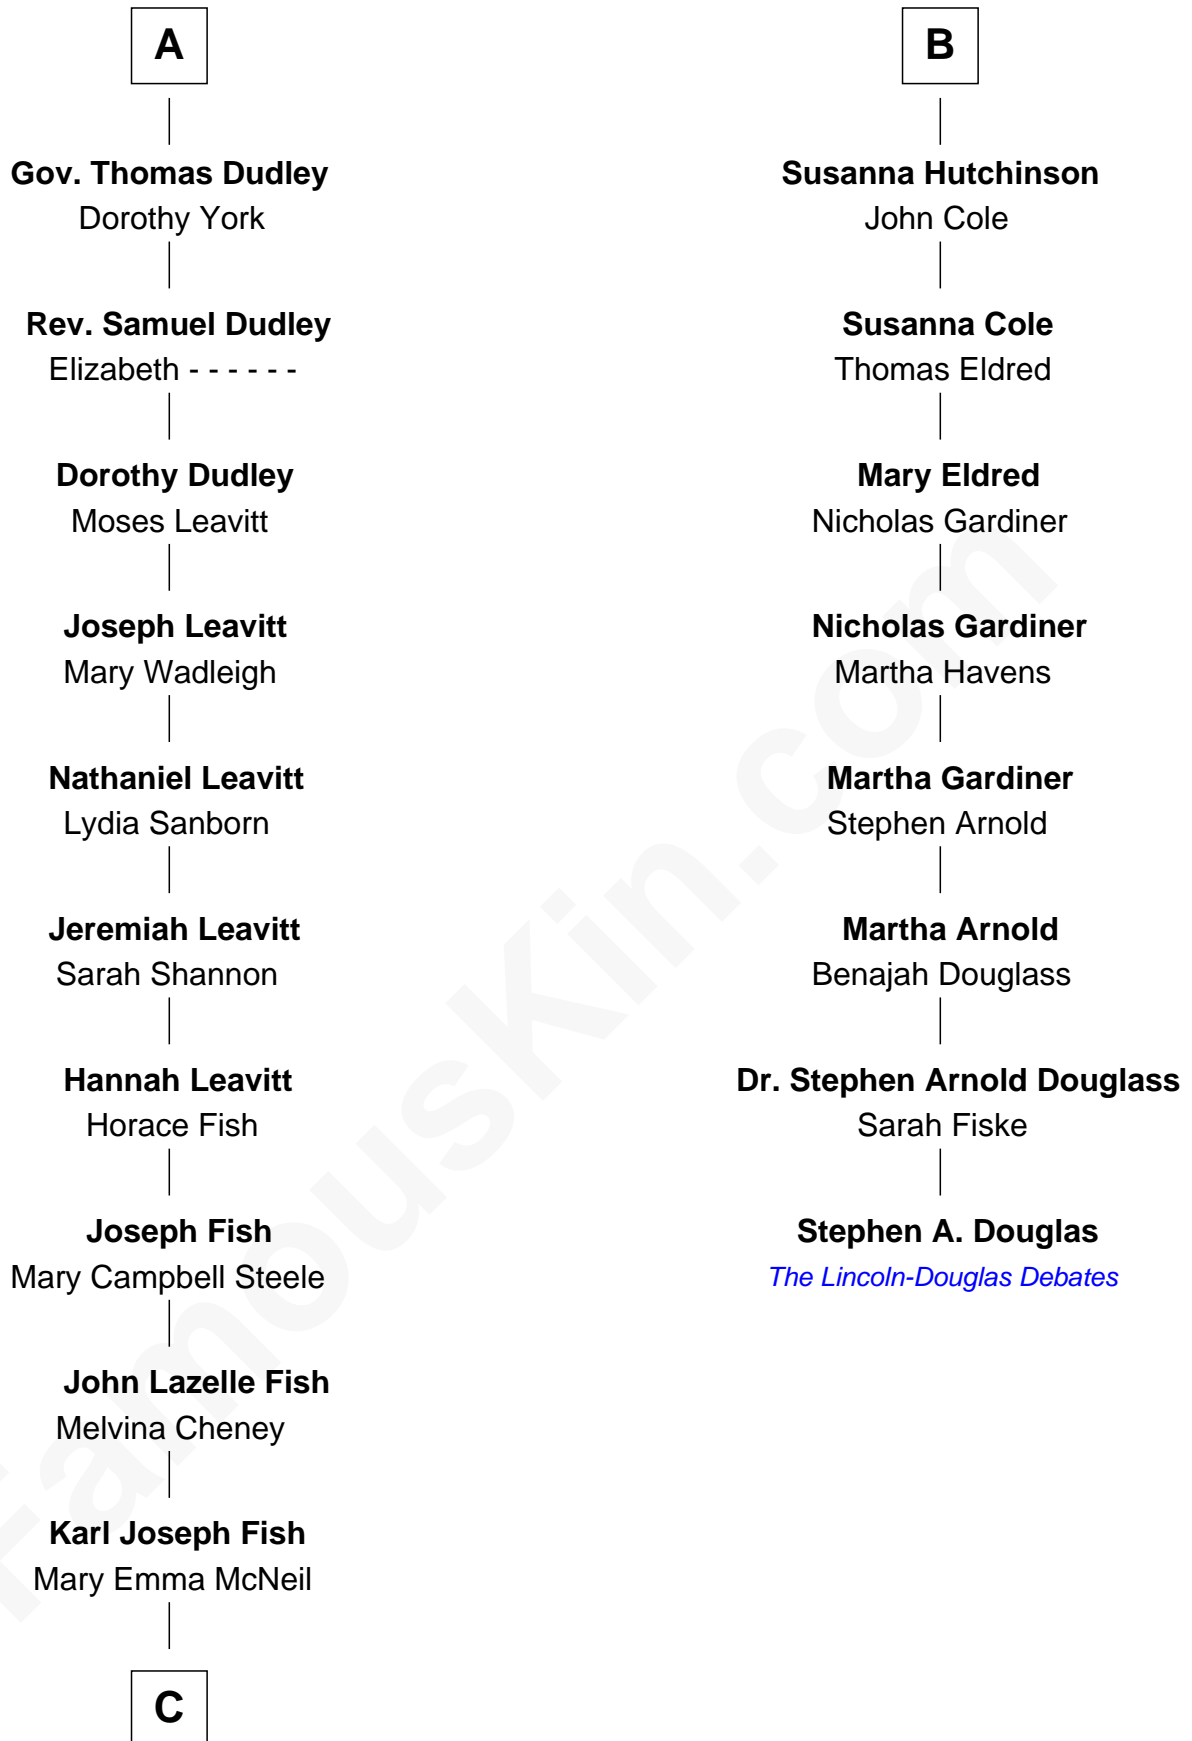 A
Gov. Thomas Dudley
Dorothy York
Rev. Samuel Dudley
Elizabeth - - - - - -
Dorothy Dudley
Moses Leavitt
Joseph Leavitt
Mary Wadleigh
Nathaniel Leavitt
Lydia Sanborn
Jeremiah Leavitt
Sarah Shannon
Hannah Leavitt
Horace Fish
Joseph Fish
Mary Campbell Steele
John Lazelle Fish
Melvina Cheney
Karl Joseph Fish
Mary Emma McNeil
C
B
Susanna Hutchinson
John Cole
Susanna Cole
Thomas Eldred
Mary Eldred
Nicholas Gardiner
Nicholas Gardiner
Martha Havens
Martha Gardiner
Stephen Arnold
Martha Arnold
Benajah Douglass
Dr. Stephen Arnold Douglass
Sarah Fiske
Stephen A. Douglas
The Lincoln-Douglas Debates
FamousKin.com